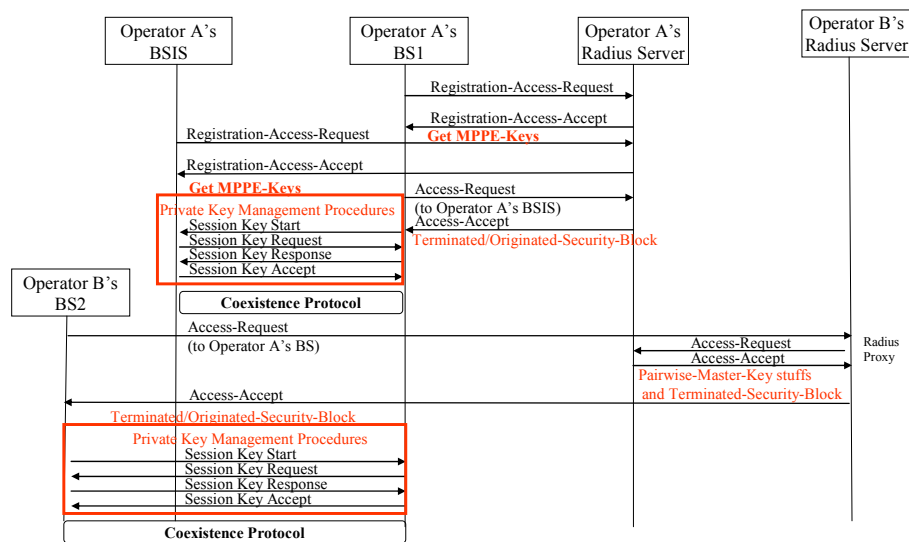 Operator A's
BSIS
Operator A's
BS1
Operator A's
Radius Server
Operator B's
Radius Server
Registration-Access-Request
Registration-Access-Accept
Registration-Access-Request
Get MPPE-Keys
Registration-Access-Accept
Get MPPE-Keys
Access-Request
(to Operator A's BSIS)
Private Key Management Procedures
Access-Accept
Session Key Start
Terminated/Originated-Security-Block
Session Key Request
Session Key Response
Session Key Accept
Operator B's
BS2
Coexistence Protocol
Access-Request
(to Operator A's BS)
Access-Request
Radius
Proxy
Access-Accept
Pairwise-Master-Key stuffs
and Terminated-Security-Block
Access-Accept
Terminated/Originated-Security-Block
Private Key Management Procedures
Session Key Start
Session Key Request
Session Key Response
Session Key Accept
Coexistence Protocol